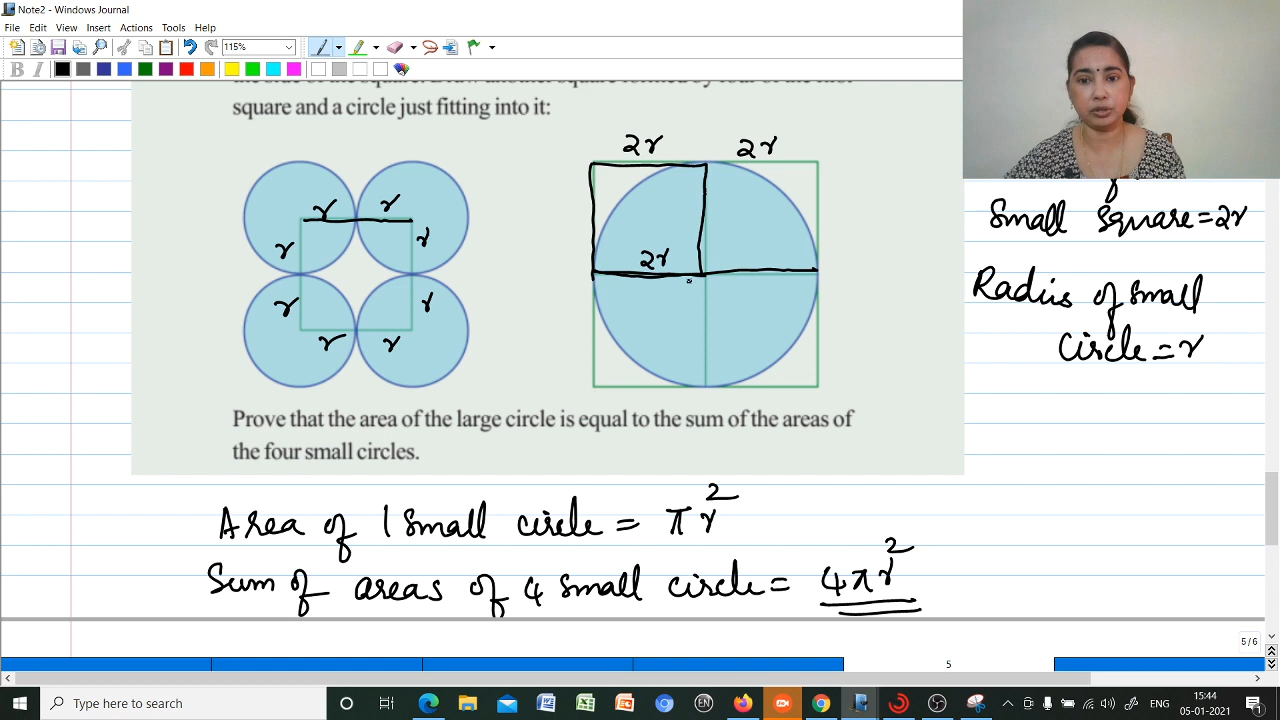 Note2 - Windows Journal
File Edit View Insert Actions Tools Help
115%
B I
square and a circle just fitting into it:
2r 2r
r r
r r
2r
r r
r r
Small square=2r
Radius of small
circle=r
Prove that the area of the large circle is equal to the sum of the areas of
the four small circles.
Area of 1 Small circle = πr²
Sum of areas of 4 small circle= 4πr²
5/6
5
Type here to search
ENG
15:44
05-01-2021